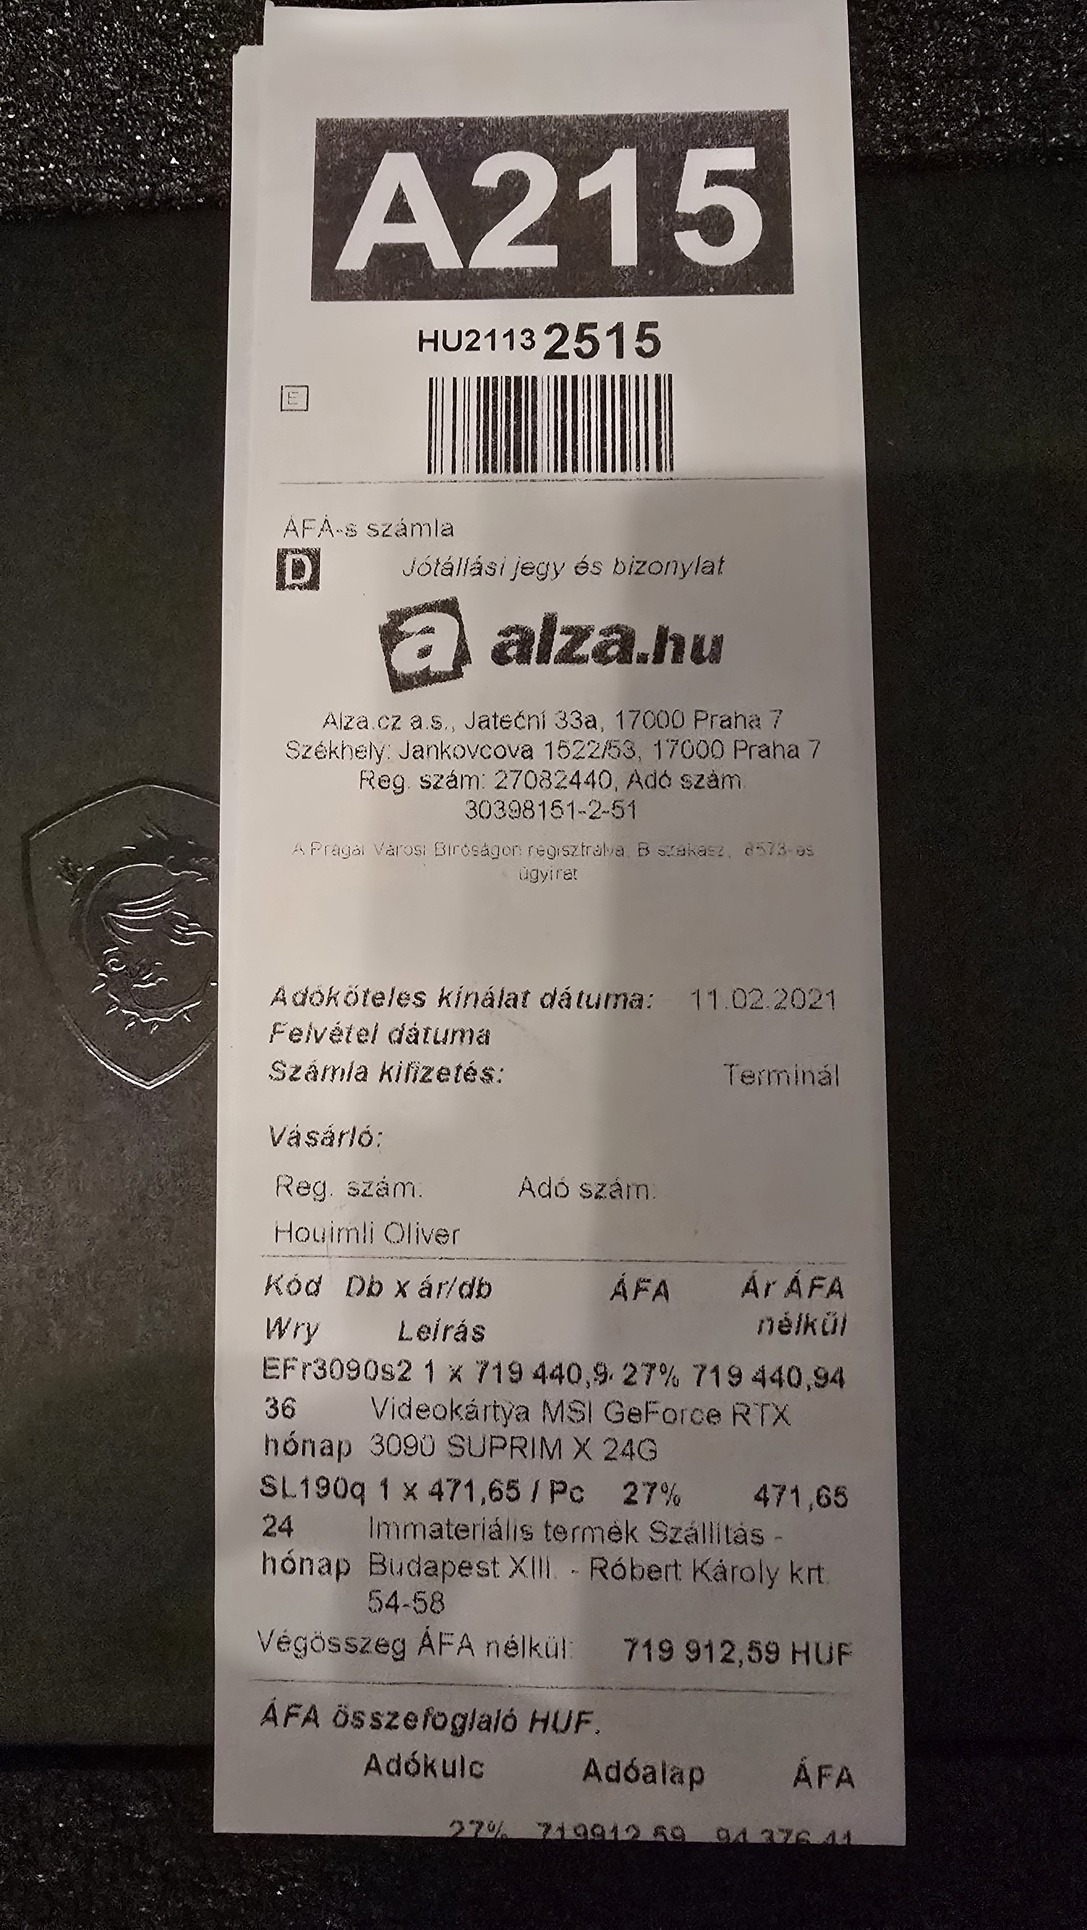 A215
HU21132515
E
ÁFÁ-s számla
D Jótállási jegy és bizonylat
a alza.hu
Alza.cz a.s., Jateční 33a, 17000 Praha 7
Székhely: Jankovcova 1522/53, 17000 Praha 7
Reg. szám: 27082440, Adó szám:
30398151-2-51
A Prágai Városi Bíróságon regisztrálva, B szakasz, 8573-as
ügyirat
Adóköteles kínálat dátuma: 11.02.2021
Felvétel dátuma
Számla kifizetés: Terminál
Vásárló:
Reg. szám: Adó szám:
Houimli Oliver
Kód Db x ár/db ÁFA Ár ÁFA
Wry Leírás nélkül
EFr3090s2 1 x 719 440,9 27% 719 440,94
36 Videokártya MSI GeForce RTX
hónap 3090 SUPRIM X 24G
SL190q 1 x 471,65 / Pc 27% 471,65
24 Immateriális termék Szállítás -
hónap Budapest XIII. - Róbert Károly krt.
54-58
Végösszeg ÁFA nélkül: 719 912,59 HUF
ÁFA összefoglaló HUF.
Adókulc Adóalap ÁFA
27% 719912,59